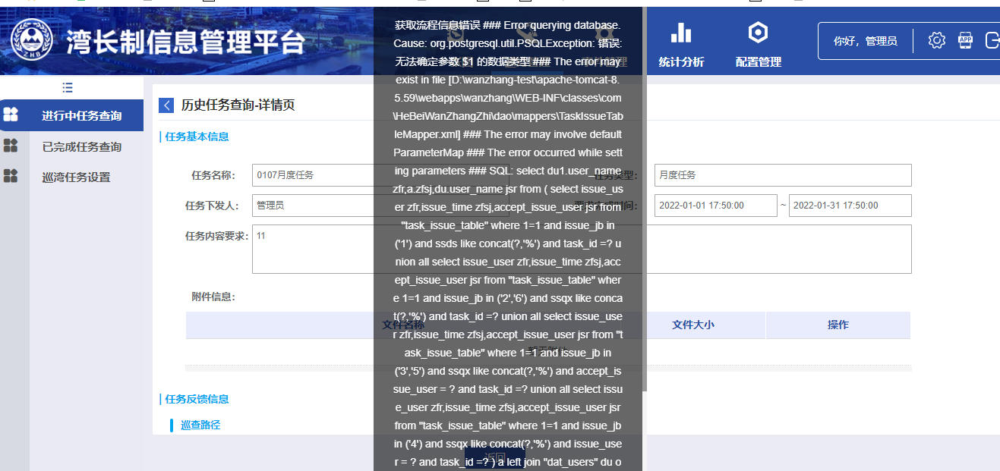 湾长制信息管理平台
ZHB
统计分析
配置管理
你好，管理员
APP
进行中任务查询
已完成任务查询
巡湾任务设置
历史任务查询-详情页
任务基本信息
任务名称:
0107月度任务
月度任务
任务下发人:
管理员
2022-01-01 17:50:00
~
2022-01-31 17:50:00
任务内容要求:
11
附件信息:
文件名称
文件大小
操作
任务反馈信息
巡查路径
返回
获取流程信息错误 ### Error querying database.
Cause: org.postgresql.util.PSQLException: 错误:
无法确定参数 $1 的数据类型 ### The error may
exist in file [D:\wanzhang-test\apache-tomcat-8.
5.59\webapps\wanzhang\WEB-INF\classes\com
\HeBeiWanZhangZhi\dao\mappers\TaskIssueTab
leMapper.xml] ### The error may involve default
ParameterMap ### The error occurred while sett
ing parameters ### SQL: select du1.user_name
zfr,a.zfsj,du.user_name jsr from ( select issue_us
er zfr,issue_time zfsj,accept_issue_user jsr from
"task_issue_table" where 1=1 and issue_jb in
('1') and ssds like concat(?,'%') and task_id =? u
nion all select issue_user zfr,issue_time zfsj,acc
ept_issue_user jsr from "task_issue_table" wher
e 1=1 and issue_jb in ('2','6') and ssqx like conca
t(?,'%') and task_id =? union all select issue_use
r zfr,issue_time zfsj,accept_issue_user jsr from "t
ask_issue_table" where 1=1 and issue_jb in
('3','5') and ssqx like concat(?,'%') and accept_is
sue_user = ? and task_id =? union all select issu
e_user zfr,issue_time zfsj,accept_issue_user jsr
from "task_issue_table" where 1=1 and issue_jb
in ('4') and ssqx like concat(?,'%') and issue_use
r = ? and task_id =? ) a left join "dat_users" du o